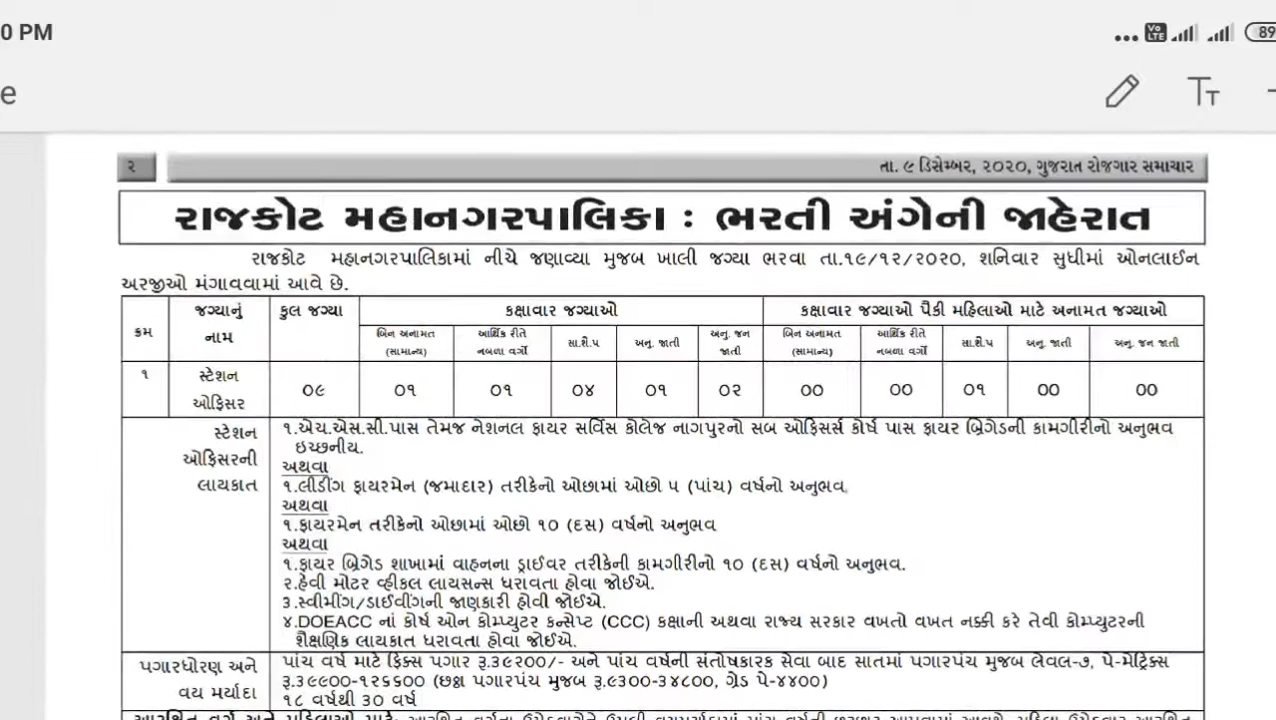 0 PM
89
e
૨
તા. ૯ ડિસેમ્બર, ૨૦૨૦, ગુજરાત રોજગાર સમાચાર
રાજકોટ મહાનગરપાલિકા : ભરતી અંગેની જાહેરાત
રાજકોટ મહાનગરપાલિકામાં નીચે જણાવ્યા મુજબ ખાલી જગ્યા ભરવા તા.૧૯/૧૨/૨૦૨૦, શનિવાર સુધીમાં ઓનલાઈન
અરજીઓ મંગાવવામાં આવે છે.
ક્રમ જગ્યાનું નામ કુલ જગ્યા કક્ષાવાર જગ્યાઓ કક્ષાવાર જગ્યાઓ પૈકી મહિલાઓ માટે અનામત જગ્યાઓ
બિન અનામત (સામાન્ય) આર્થિક રીતે નબળા વર્ગો સા.શૈ.પ અનુ. જાતી અનુ. જન જાતી બિન અનામત (સામાન્ય) આર્થિક રીતે નબળા વર્ગો સા.શૈ.પ અનુ. જાતી અનુ. જન જાતી
૧ સ્ટેશન ઓફિસર ૦૯ ૦૧ ૦૧ ૦૪ ૦૧ ૦૨ ૦૦ ૦૦ ૦૧ ૦૦ ૦૦
સ્ટેશન ઓફિસરની લાયકાત
૧.એચ.એસ.સી.પાસ તેમજ નેશનલ ફાયર સર્વિસ કોલેજ નાગપુરનો સબ ઓફિસર્સ કોર્ષ પાસ ફાયર બ્રિગેડની કામગીરીનો અનુભવ
ઇચ્છનીય.
અથવા
૧.લીડીંગ ફાયરમેન (જમાદાર) તરીકેનો ઓછામાં ઓછો ૫ (પાંચ) વર્ષનો અનુભવ
અથવા
૧.ફાયરમેન તરીકેનો ઓછામાં ઓછો ૧૦ (દસ) વર્ષનો અનુભવ
અથવા
૧.ફાયર બ્રિગેડ શાખામાં વાહનના ડ્રાઈવર તરીકેની કામગીરીનો ૧૦ (દસ) વર્ષનો અનુભવ.
૨.હેવી મોટર વ્હીકલ લાયસન્સ ધરાવતા હોવા જોઈએ.
૩.સ્વીમીંગ/ડાઈવીંગની જાણકારી હોવી જોઈએ.
૪.DOEACC નાં કોર્ષ ઓન કોમ્પ્યુટર કન્સેપ્ટ (CCC) કક્ષાની અથવા રાજ્ય સરકાર વખતો વખત નક્કી કરે તેવી કોમ્પ્યુટરની
શૈક્ષણિક લાયકાત ધરાવતા હોવા જોઈએ.
પગારધોરણ અને વય મર્યાદા
પાંચ વર્ષ માટે ફિક્સ પગાર રૂ.૩૯૨૦૦/- અને પાંચ વર્ષની સંતોષકારક સેવા બાદ સાતમાં પગારપંચ મુજબ લેવલ-૭, પે-મેટ્રિક્સ
રૂ.૩૯૯૦૦-૧૨૬૬૦૦ (છઠ્ઠા પગારપંચ મુજબ રૂ.૯૩૦૦-૩૪૮૦૦, ગ્રેડ પે-૪૪૦૦)
૧૮ વર્ષથી ૩૦ વર્ષ